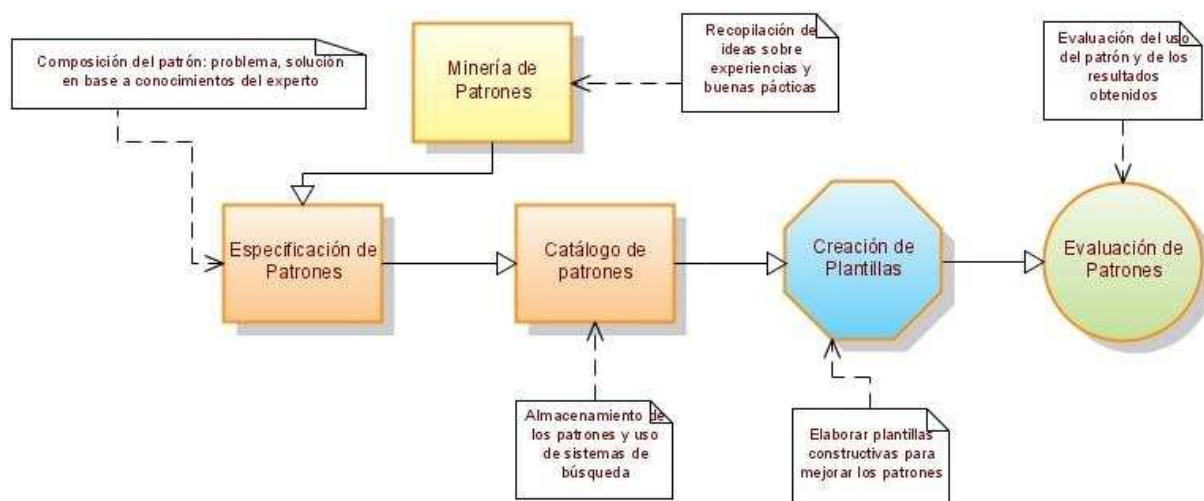 Composición del patrón: problema, solución
en base a conocimientos del experto
Minería de
Patrones
Recopilación de
ideas sobre
experiencias y
buenas pácticas
Evaluación del uso
del patrón y de los
resultados
obtenidos
Especificación de
Patrones
Catálogo de
patrones
Creación de
Plantillas
Evaluación de
Patrones
Almacenamiento de
los patrones y uso
de sistemas de
búsqueda
Elaborar plantillas
constructivas para
mejorar los patrones